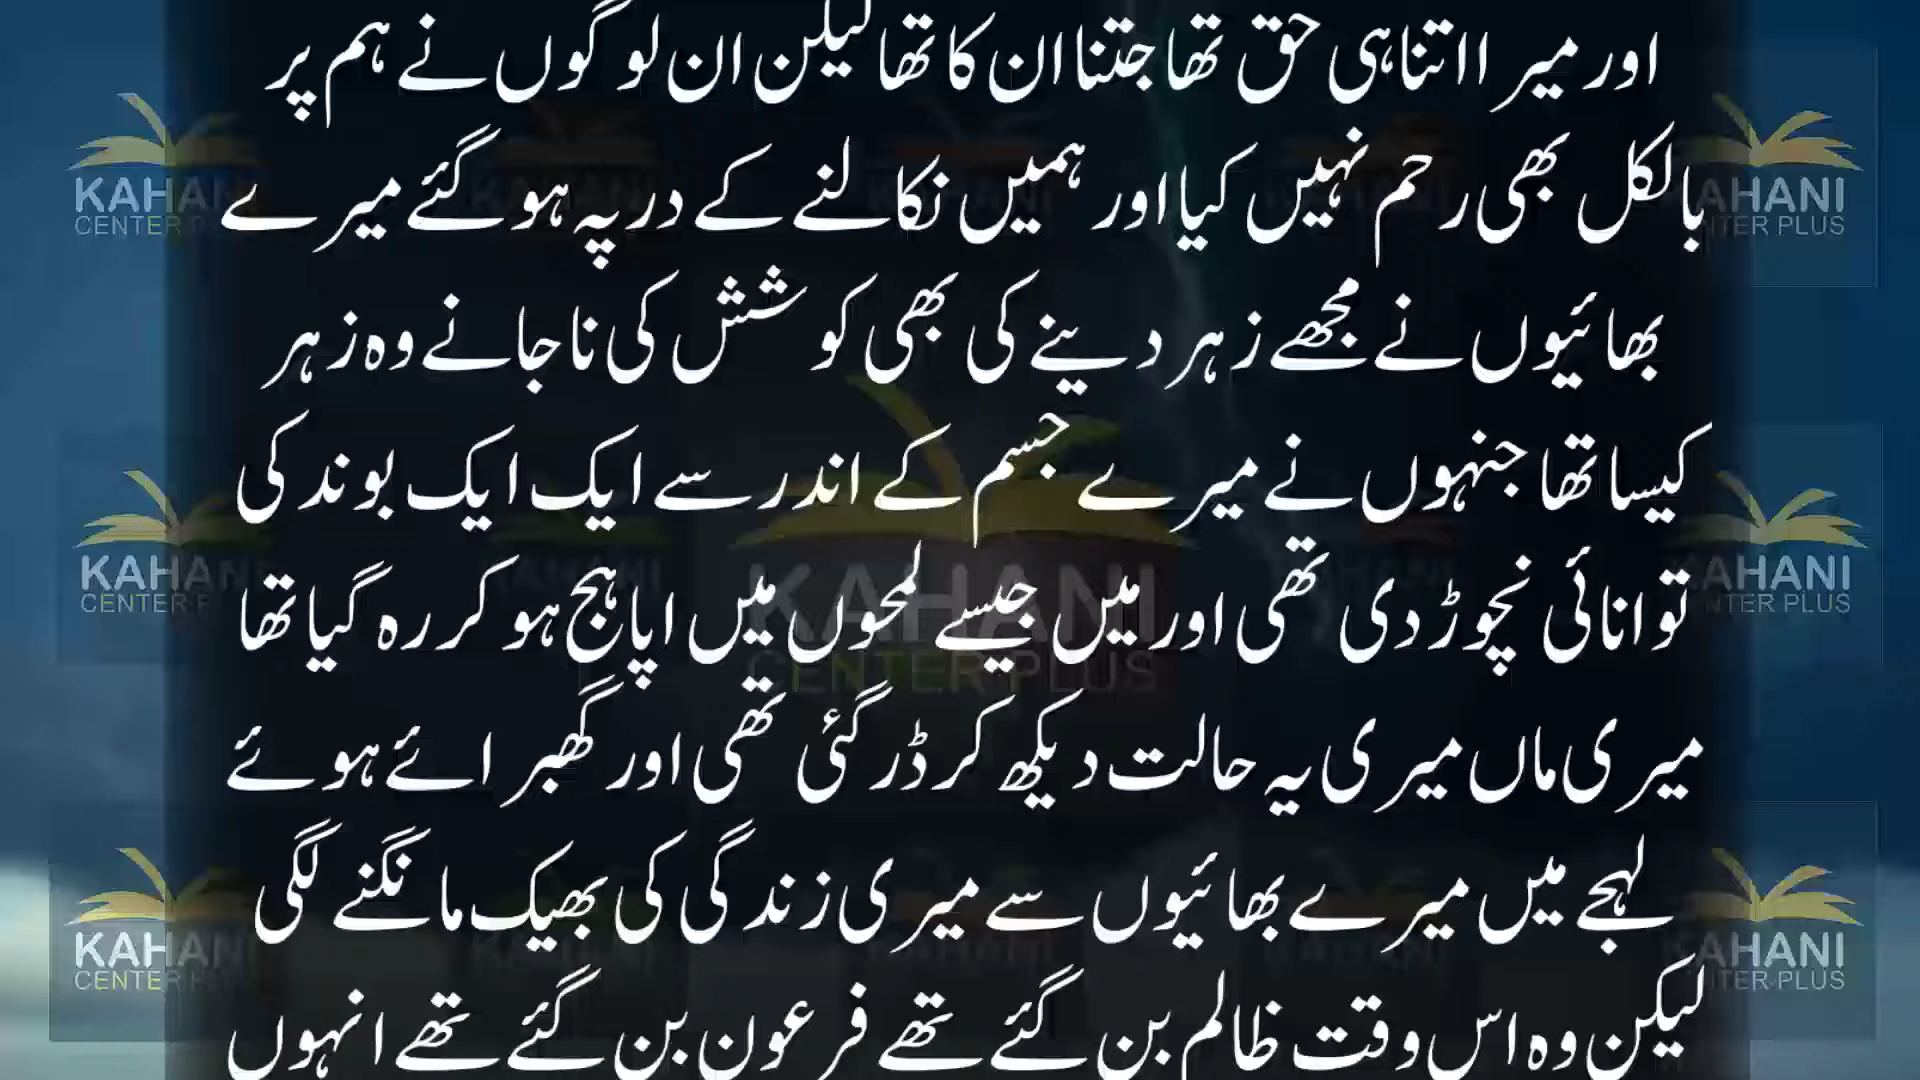 اور میرا اتنا ہی حق تھا جتنا ان کا تھا لیکن ان لوگوں نے ہم پر
بالکل بھی رحم نہیں کیا اور ہمیں نکالنے کے درپہ ہو گئے میرے
بھائیوں نے مجھے زہر دینے کی بھی کوشش کی نا جانے وہ زہر
کیسا تھا جنہوں نے میرے جسم کے اندر سے ایک ایک بوند کی
توانائی نچوڑ دی تھی اور میں جیسے لمحوں میں اپاہج ہو کر رہ گیا تھا
میری ماں میری یہ حالت دیکھ کر ڈر گئی تھی اور گھبرائے ہوئے
لہجے میں میرے بھائیوں سے میری زندگی کی بھیک مانگنے لگی
لیکن وہ اس وقت ظالم بن گئے تھے فرعون بن گئے تھے انہوں
KAHANI
CENTER PLUS